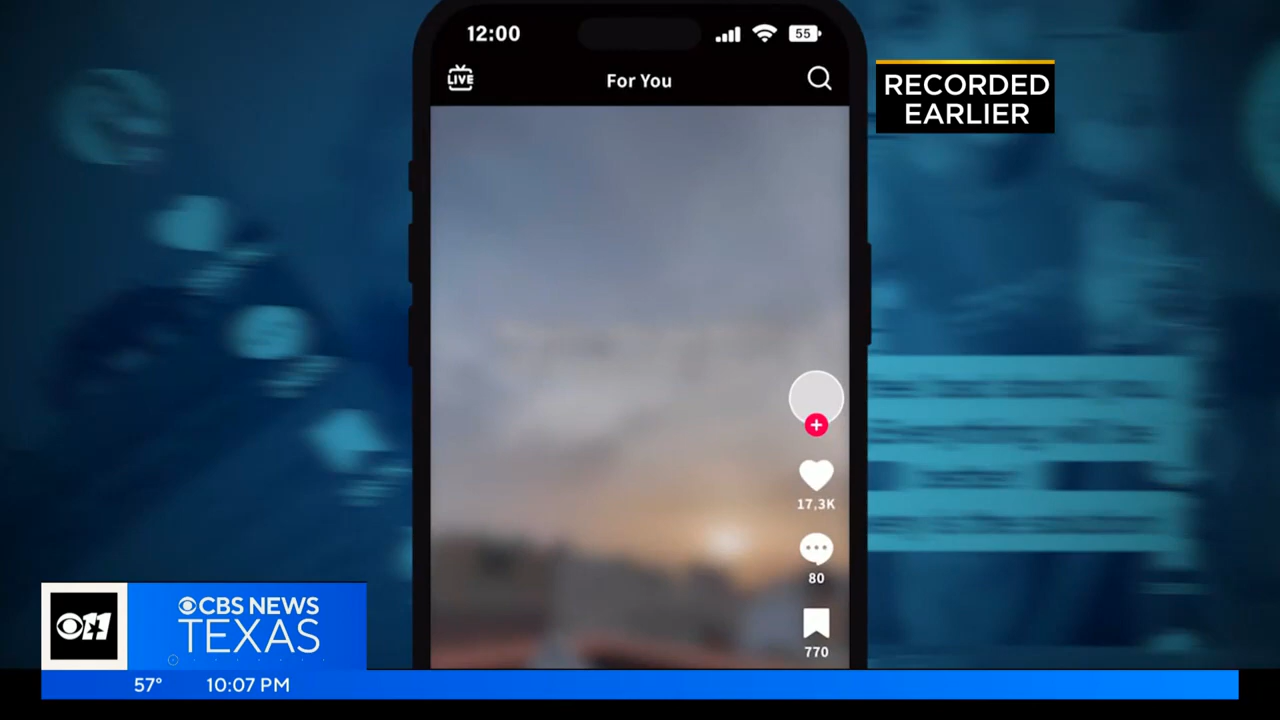 12:00
55
LIVE
For You
RECORDED
EARLIER
17,3K
80
770
11
CBS NEWS
TEXAS
57° 10:07 PM